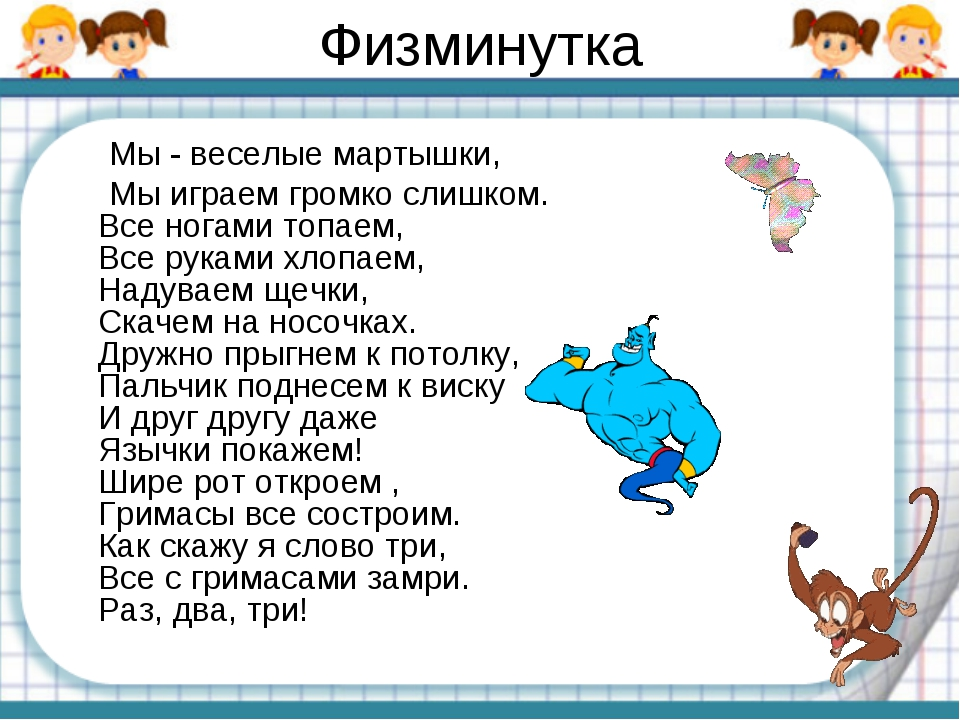 Физминутка
Мы - веселые мартышки,
Мы играем громко слишком.
Все ногами топаем,
Все руками хлопаем,
Надуваем щечки,
Скачем на носочках.
Дружно прыгнем к потолку,
Пальчик поднесем к виску
И друг другу даже
Язычки покажем!
Шире рот откроем ,
Гримасы все состроим.
Как скажу я слово три,
Все с гримасами замри.
Раз, два, три!